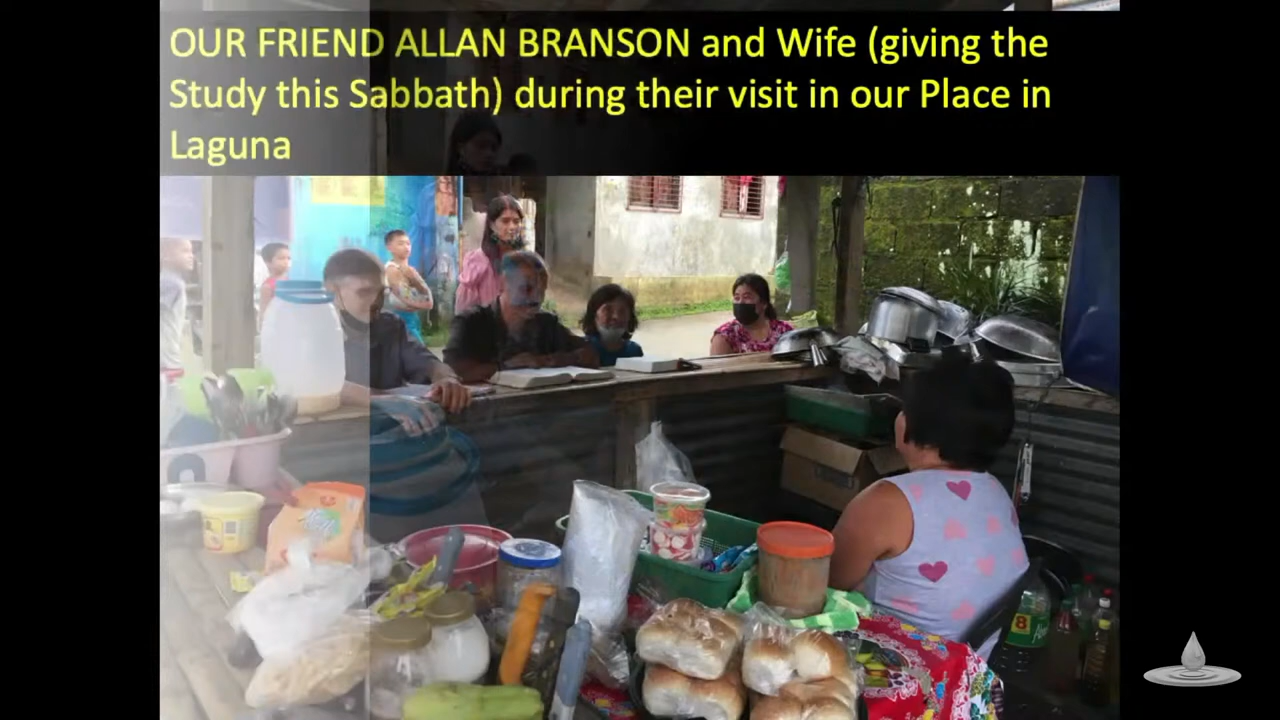 OUR FRIEND ALLAN BRANSON and Wife (giving the
Study this Sabbath) during their visit in our Place in
Laguna
8